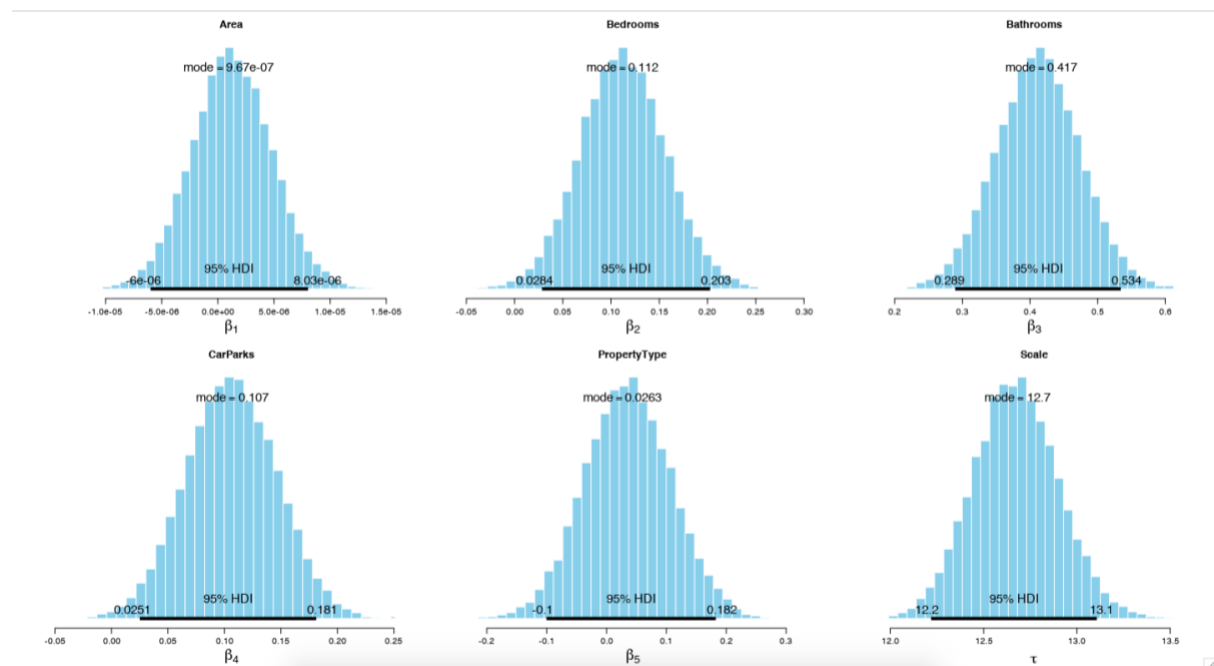 Area Bedrooms Bathrooms
mode = 9.67e-07 mode = 0.112 mode = 0.417
95% HDI 95% HDI 95% HDI
-6e-06 8.03e-06 0.0284 0.203 0.289 0.534
-1.0e-05 -5.0e-06 0.0e+00 5.0e-06 1.0e-05 1.5e-05 -0.05 0.00 0.05 0.10 0.15 0.20 0.25 0.30 0.2 0.3 0.4 0.5 0.6
β1 β2 β3
CarParks PropertyType Scale
mode = 0.107 mode = 0.0263 mode = 12.7
95% HDI 95% HDI 95% HDI
0.0251 0.181 -0.1 0.182 12.2 13.1
-0.05 0.00 0.05 0.10 0.15 0.20 0.25 -0.2 -0.1 0.0 0.1 0.2 0.3 12.0 12.5 13.0 13.5
β4 β5 τ